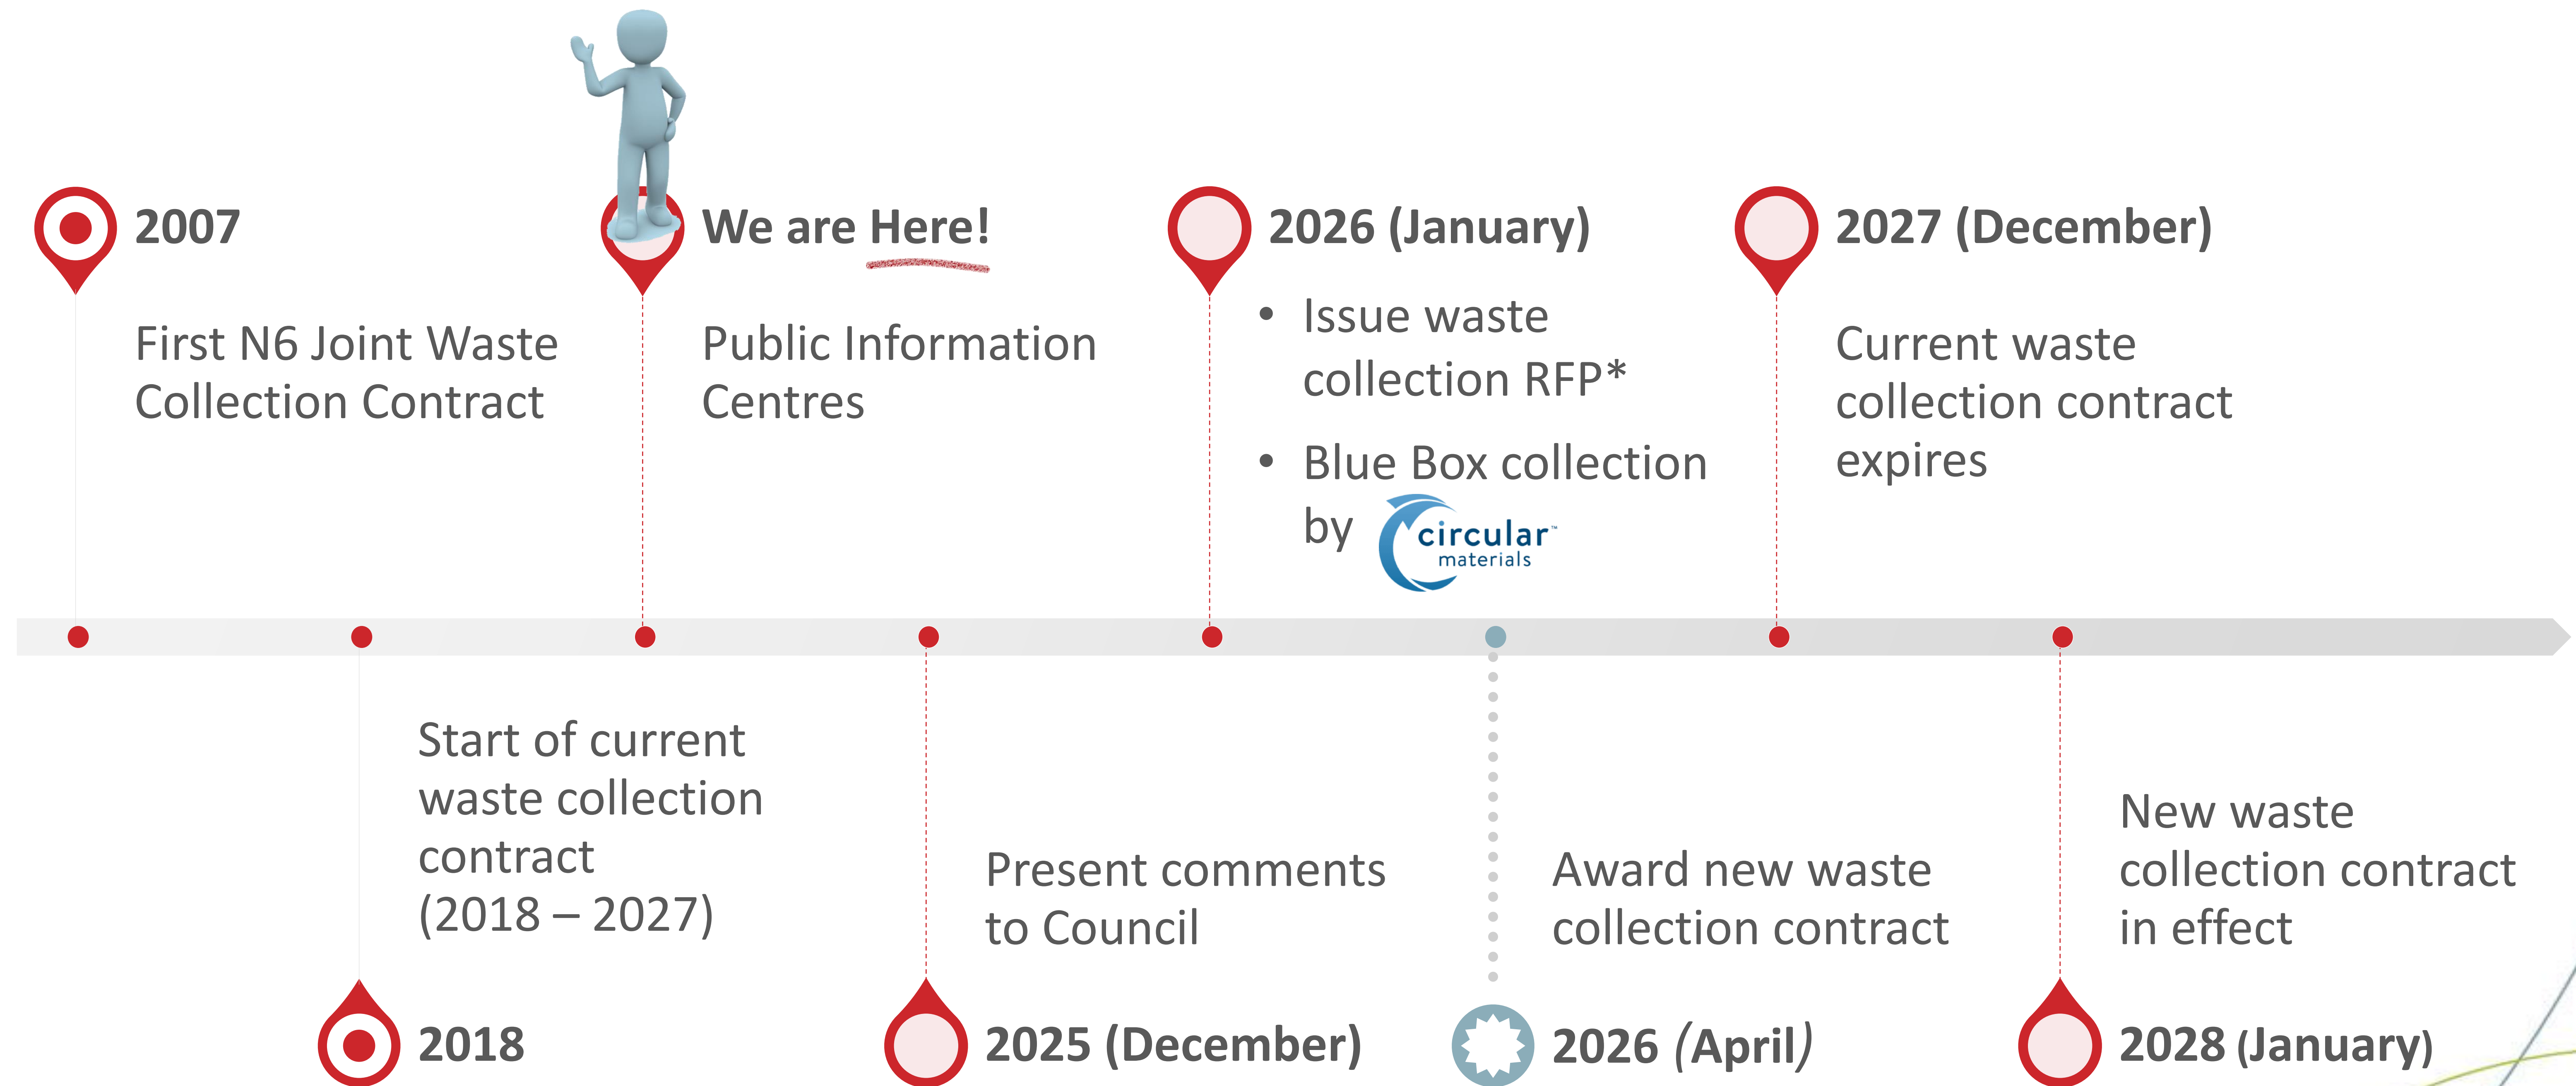 2007
First N6 Joint Waste
Collection Contract
We are Here!
Public Information
Centres
2026 (January)
• Issue waste
collection RFP*
• Blue Box collection
by
circular™
materials
2027 (December)
Current waste
collection contract
expires
Start of current
waste collection
contract
(2018 – 2027)
2018
Present comments
to Council
2025 (December)
Award new waste
collection contract
2026 (April)
New waste
collection contract
in effect
2028 (January)